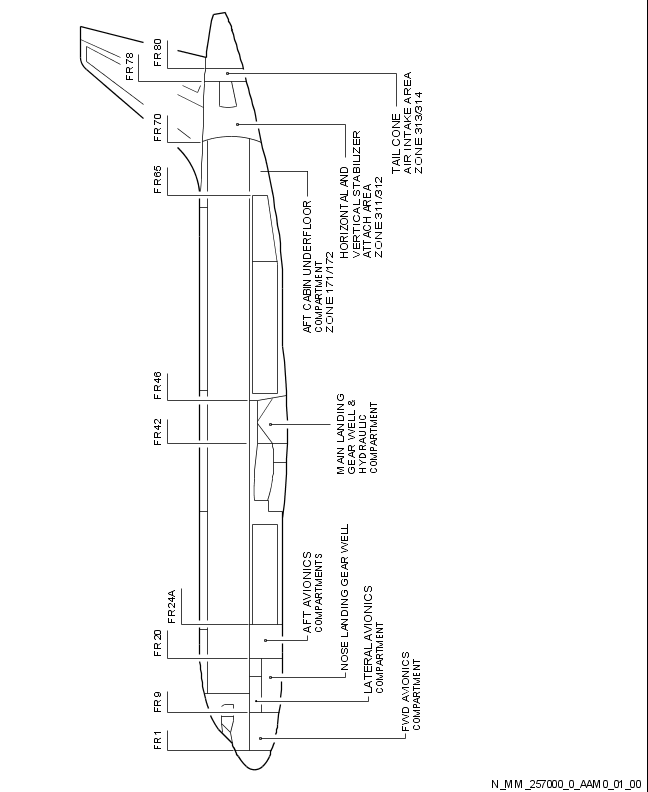 FR80
FR78
FR70
FR65
FR46
FR42
FR24A
FR20
FR9
FR1
TAIL CONE
AIR INTAKE AREA
ZONE 313/314
HORIZONTAL AND
VERTICAL STABILIZER
ATTACH AREA
ZONE 311/312
AFT CABIN UNDERFLOOR
COMPARTMENT
ZONE 171/172
MAIN LANDING
GEAR WELL &
HYDRAULIC
COMPARTMENT
AFT AVIONICS
COMPARTMENTS
NOSE LANDING GEAR WELL
LATERAL AVIONICS
COMPARTMENT
FWD AVIONICS
COMPARTMENT
N_MM_257000_0_AAM0_01_00